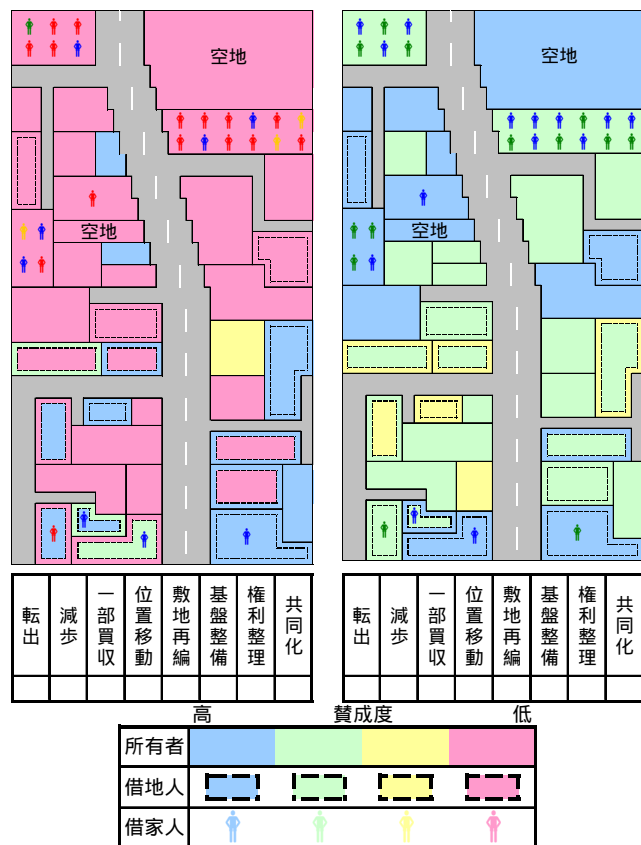 空地
空地
空地
空地
転出 減歩 一部買収 位置移動 敷地再編 基盤整備 権利整理 共同化
転出 減歩 一部買収 位置移動 敷地再編 基盤整備 権利整理 共同化
高 賛成度 低
所有者
借地人
借家人